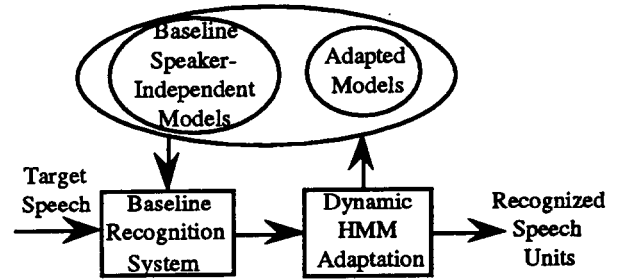 Baseline
Speaker-
Independent
Models
Adapted
Models
Target
Speech
Baseline
Recognition
System
Dynamic
HMM
Adaptation
Recognized
Speech
Units